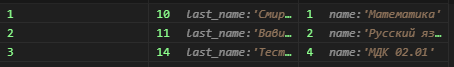 1 10 last_name:'Смир… 1 name:'Математика'
2 11 last_name:'Вави… 2 name:'Русский яз…
3 14 last_name:'Тест… 4 name:'МДК 02.01'